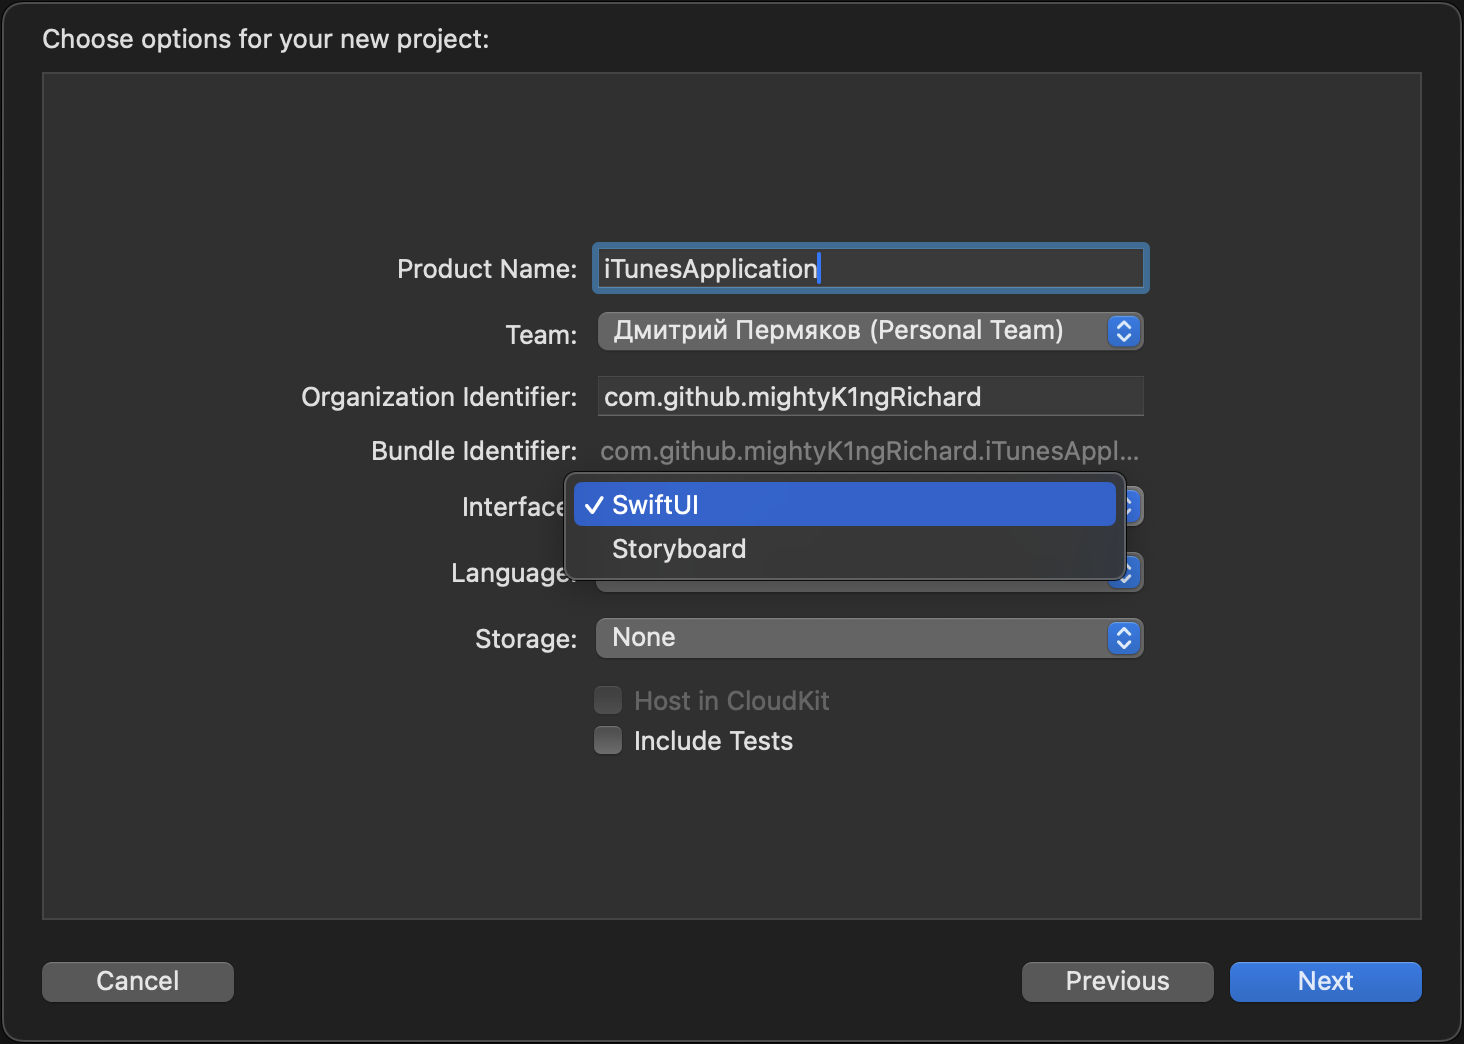 Choose options for your new project:
Product Name: iTunesApplication
Team: Дмитрий Пермяков (Personal Team)
Organization Identifier: com.github.mightyK1ngRichard
Bundle Identifier: com.github.mightyK1ngRichard.iTunesAppl...
Interface ✓ SwiftUI
Storyboard
Language:
Storage: None
Host in CloudKit
Include Tests
Cancel Previous Next